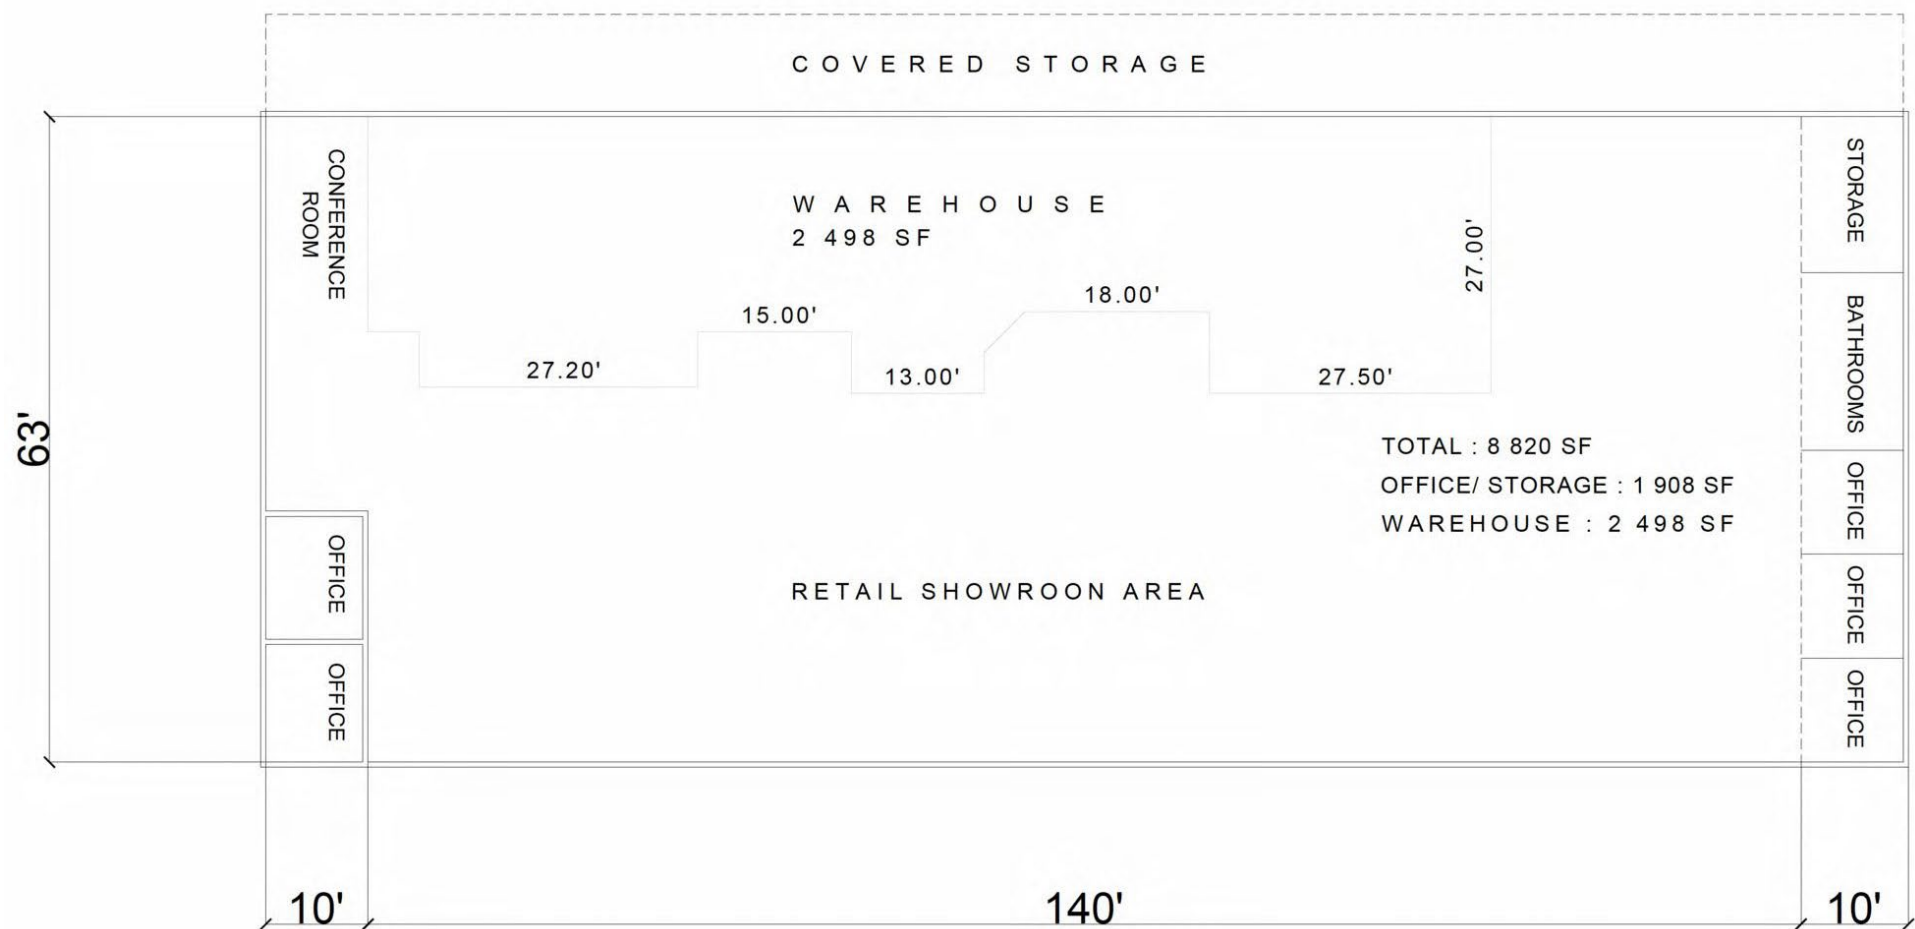 COVERED STORAGE
CONFERENCE
ROOM
WAREHOUSE
2 498 SF
STORAGE
27.00'
18.00'
15.00'
BATHROOMS
27.20'
13.00'
27.50'
63'
TOTAL : 8 820 SF
OFFICE/ STORAGE : 1 908 SF
WAREHOUSE : 2 498 SF
OFFICE
OFFICE
RETAIL SHOWROON AREA
OFFICE
OFFICE
OFFICE
10'
140'
10'